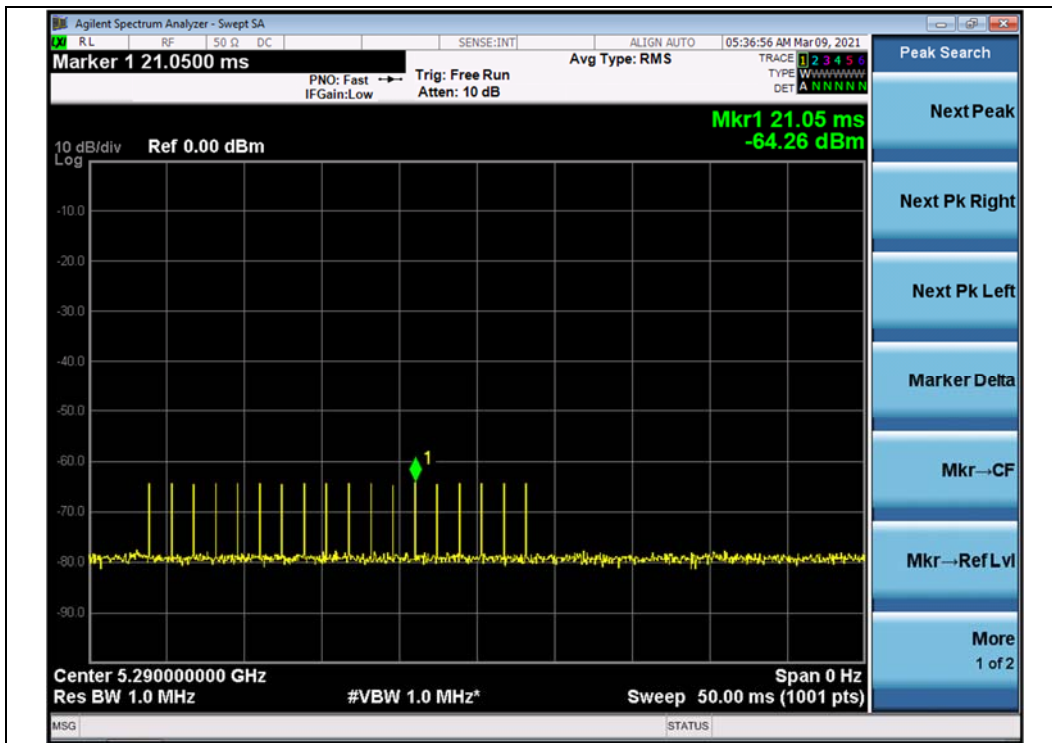 Agilent Spectrum Analyzer - Swept SA
LXI RL RF 50 Ω DC SENSE:INT ALIGN AUTO 05:36:56 AM Mar 09, 2021
Marker 1 21.0500 ms
PNO: Fast
IFGain:Low
Trig: Free Run
Atten: 10 dB
Avg Type: RMS
TRACE 1 2 3 4 5 6
TYPE WWWWWW
DET A N N N N N
Mkr1 21.05 ms
-64.26 dBm
10 dB/div Ref 0.00 dBm
Log
-10.0
-20.0
-30.0
-40.0
-50.0
-60.0
1
-70.0
-80.0
-90.0
Center 5.290000000 GHz Span 0 Hz
Res BW 1.0 MHz #VBW 1.0 MHz* Sweep 50.00 ms (1001 pts)
MSG STATUS
Peak Search
Next Peak
Next Pk Right
Next Pk Left
Marker Delta
Mkr→CF
Mkr→Ref Lvl
More
1 of 2